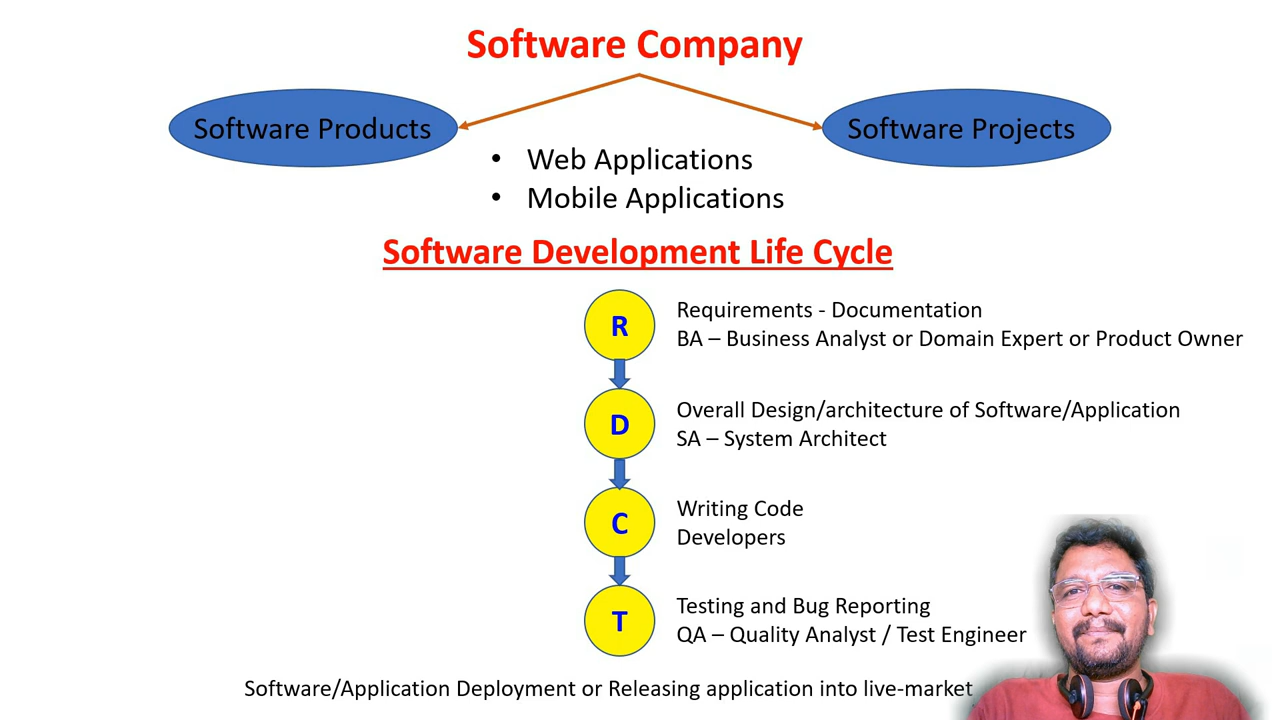 Software Company
Software Products
Software Projects
• Web Applications
• Mobile Applications
Software Development Life Cycle
R
Requirements - Documentation
BA – Business Analyst or Domain Expert or Product Owner
D
Overall Design/architecture of Software/Application
SA – System Architect
C
Writing Code
Developers
T
Testing and Bug Reporting
QA – Quality Analyst / Test Engineer
Software/Application Deployment or Releasing application into live-market